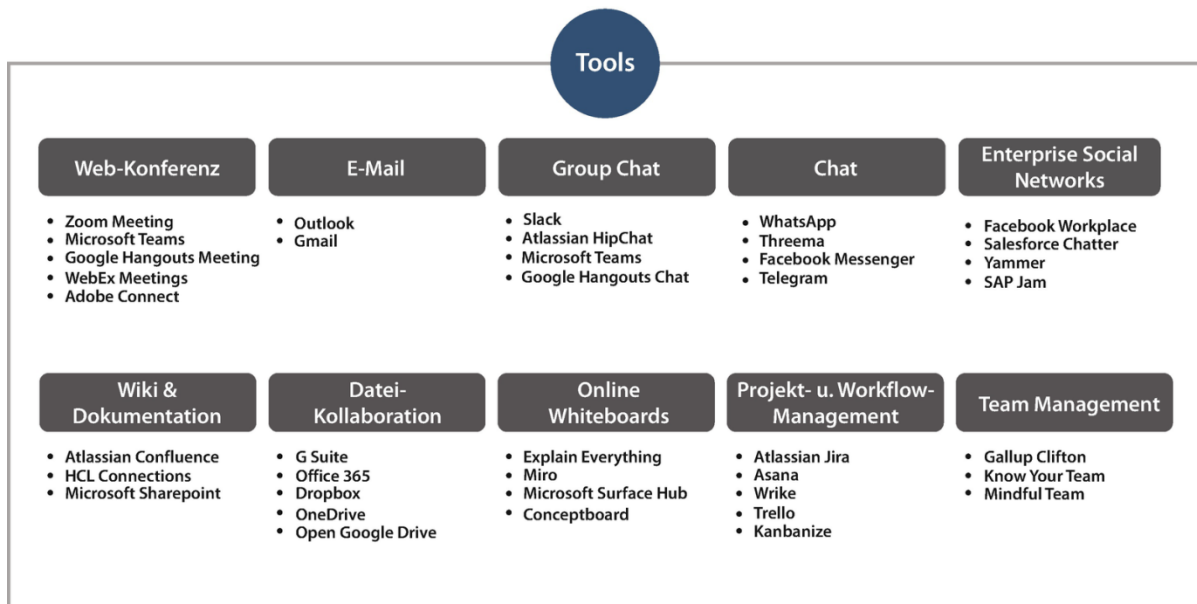 Tools
Web-Konferenz
Zoom Meeting
Microsoft Teams
Google Hangouts Meeting
WebEx Meetings
Adobe Connect
E-Mail
Outlook
Gmail
Group Chat
Slack
Atlassian HipChat
Microsoft Teams
Google Hangouts Chat
Chat
WhatsApp
Threema
Facebook Messenger
Telegram
Enterprise Social
Networks
Facebook Workplace
Salesforce Chatter
Yammer
SAP Jam
Wiki &
Dokumentation
Atlassian Confluence
HCL Connections
Microsoft Sharepoint
Datei-
Kollaboration
G Suite
Office 365
Dropbox
OneDrive
Open Google Drive
Online
Whiteboards
Explain Everything
Miro
Microsoft Surface Hub
Conceptboard
Projekt- u. Workflow-
Management
Atlassian Jira
Asana
Wrike
Trello
Kanbanize
Team Management
Gallup Clifton
Know Your Team
Mindful Team